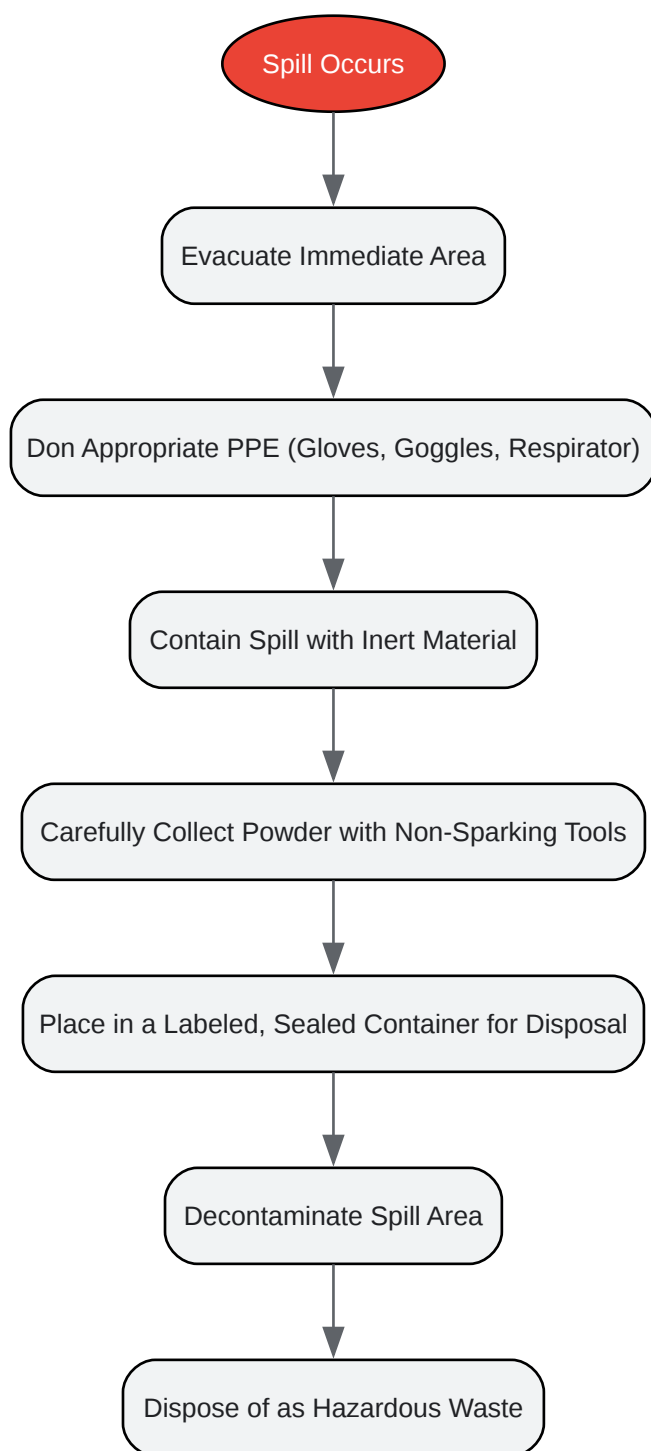 Spill Occurs
Evacuate Immediate Area
Don Appropriate PPE (Gloves, Goggles, Respirator)
Contain Spill with Inert Material
Carefully Collect Powder with Non-Sparking Tools
Place in a Labeled, Sealed Container for Disposal
Decontaminate Spill Area
Dispose of as Hazardous Waste